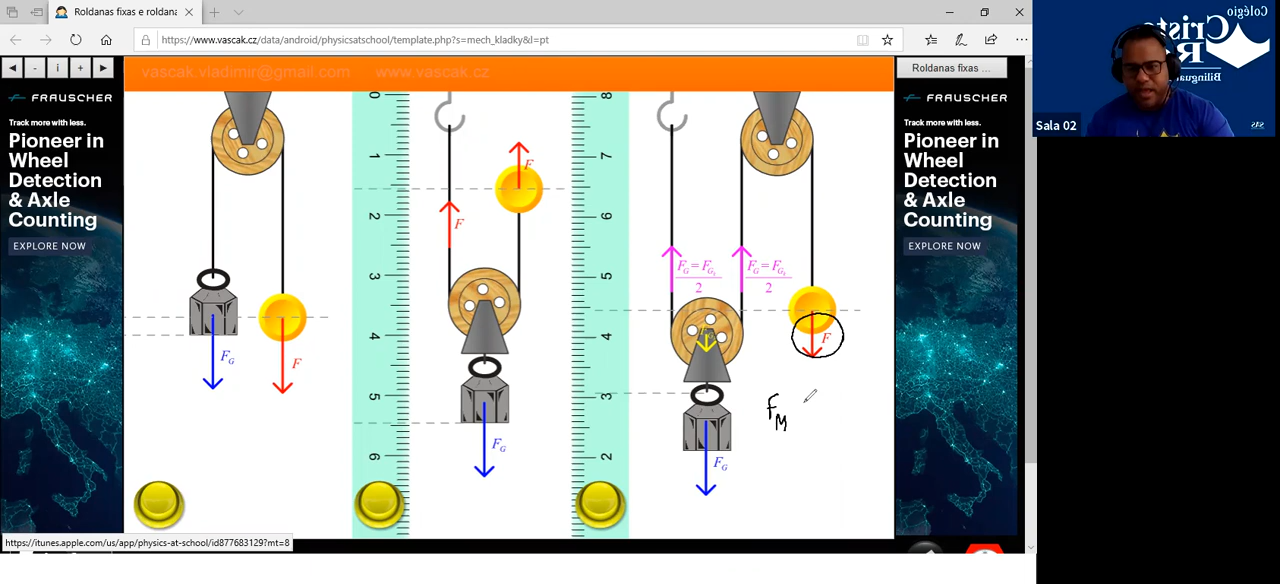 Roldanas fixas e roldana
https://www.vascak.cz/data/android/physicsatschool/template.php?s=mech_kladky&l=pt
vascak.vladimir@gmail.com www.vascak.cz
- i +
Roldanas fixas ...
FRAUSCHER
Track more with less.
Pioneer in
Wheel
Detection
& Axle
Counting
EXPLORE NOW
F_G
F
0
1
2
3
4
5
6
F
F
F_G
8
7
6
5
4
3
2
F_G = F_G
2
F_G = F_G
2
F
F_G
F_M
FRAUSCHER
Track more with less.
Pioneer in
Wheel
Detection
& Axle
Counting
EXPLORE NOW
https://itunes.apple.com/us/app/physics-at-school/id877683129?mt=8
Colégio
Cristo
R
Bilingua
SAS
Sala 02